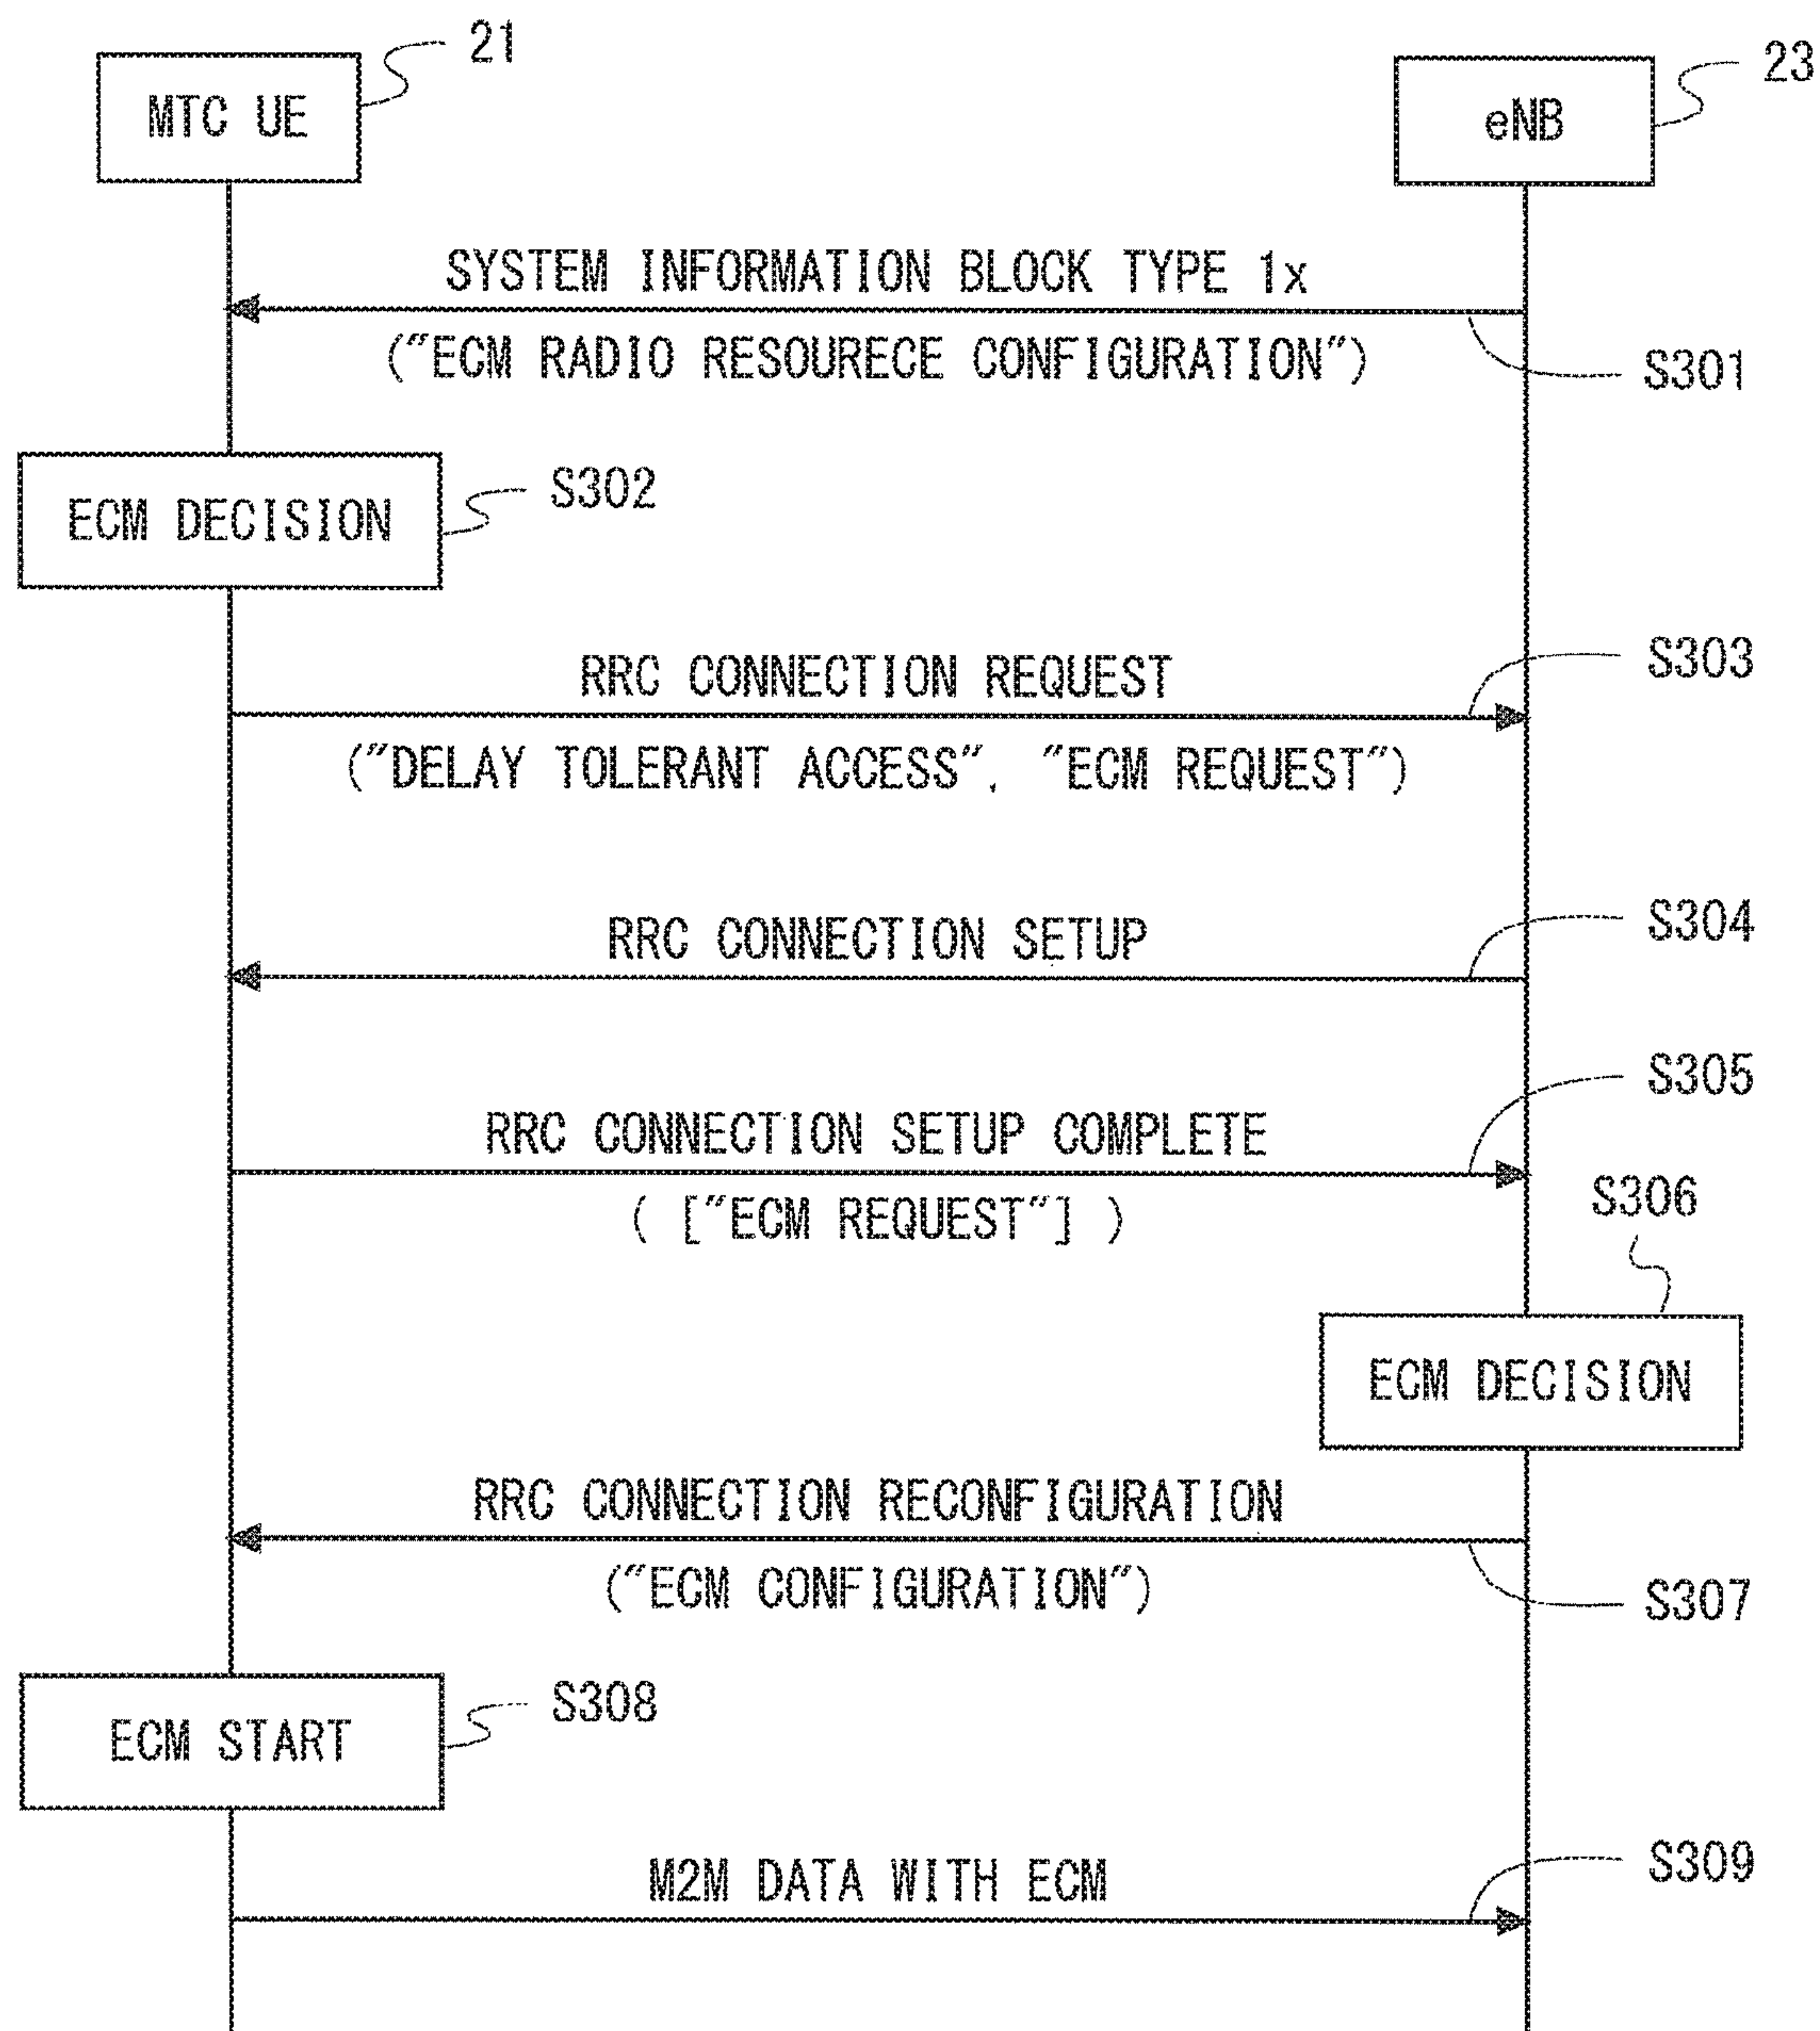 21
MTC UE
23
eNB
SYSTEM INFORMATION BLOCK TYPE 1x
("ECM RADIO RESOURECE CONFIGURATION")
S301
ECM DECISION
S302
RRC CONNECTION REQUEST
S303
("DELAY TOLERANT ACCESS", "ECM REQUEST")
RRC CONNECTION SETUP
S304
RRC CONNECTION SETUP COMPLETE
S305
( ["ECM REQUEST"] )
S306
ECM DECISION
RRC CONNECTION RECONFIGURATION
("ECM CONFIGURATION")
S307
ECM START
S308
M2M DATA WITH ECM
S309